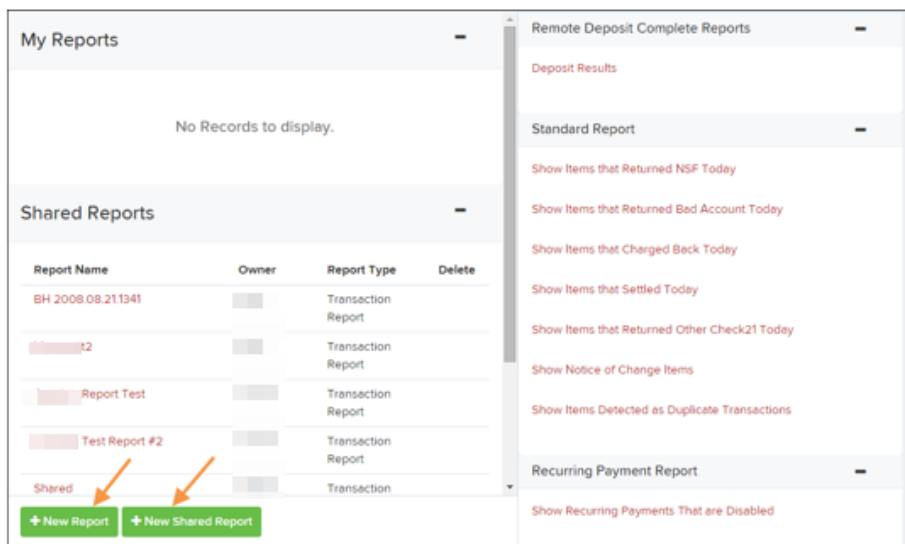 My Reports
No Records to display.
Shared Reports
Report Name Owner Report Type Delete
BH 2008.08.21.1341 Transaction
Report
t2 Transaction
Report
Report Test Transaction
Report
Test Report #2 Transaction
Report
Shared Transaction
+ New Report + New Shared Report
Remote Deposit Complete Reports
Deposit Results
Standard Report
Show Items that Returned NSF Today
Show Items that Returned Bad Account Today
Show Items that Charged Back Today
Show Items that Settled Today
Show Items that Returned Other Check21 Today
Show Notice of Change Items
Show Items Detected as Duplicate Transactions
Recurring Payment Report
Show Recurring Payments That are Disabled